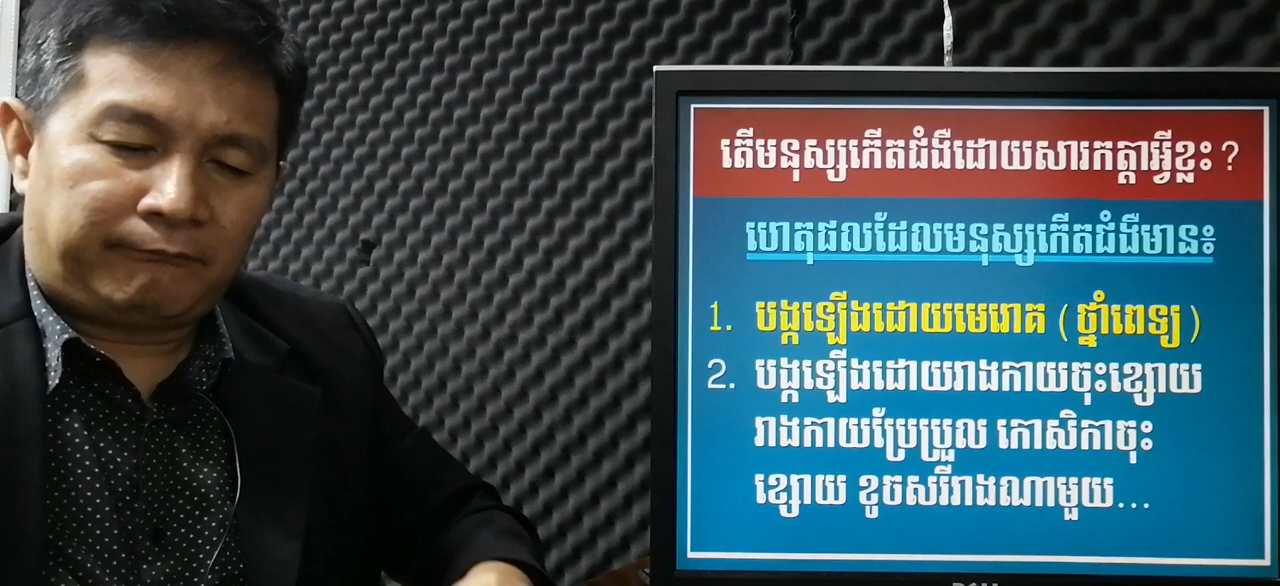 តើមនុស្សកើតជំងឺដោយសារកត្តាអ្វីខ្លះ ?
ហេតុផលដែលមនុស្សកើតជំងឺមាន៖
1. បង្កឡើងដោយមេរោគ ( ថ្នាំពេទ្យ )
2. បង្កឡើងដោយរាងកាយចុះខ្សោយ
រាងកាយប្រែប្រួល កោសិកាចុះ
ខ្សោយ ខូចសរីរាង្គណាមួយ...